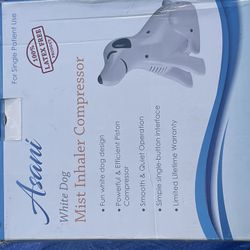 For Single Patient Use
100%
LATEX FREE
Asani
White Dog
Mist Inhaler Compressor
• Fun white dog design
• Powerful & Efficient Piston
Compressor
• Smooth & Quiet Operation
• Simple single-button interface
• Limited Lifetime Warranty